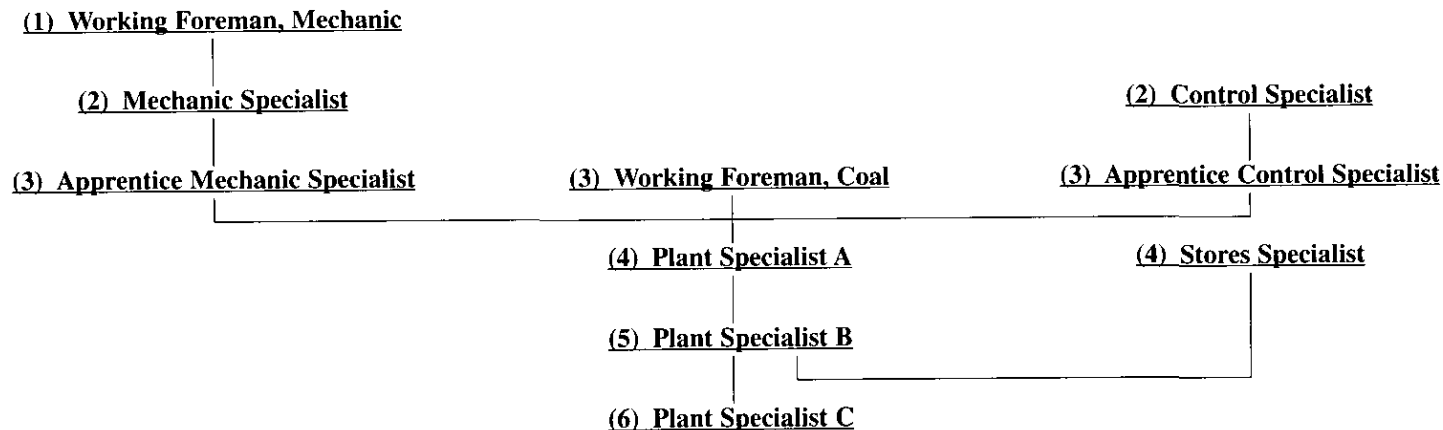 (1) Working Foreman, Mechanic
(2) Mechanic Specialist
(2) Control Specialist
(3) Apprentice Mechanic Specialist
(3) Working Foreman, Coal
(3) Apprentice Control Specialist
(4) Plant Specialist A
(4) Stores Specialist
(5) Plant Specialist B
(6) Plant Specialist C